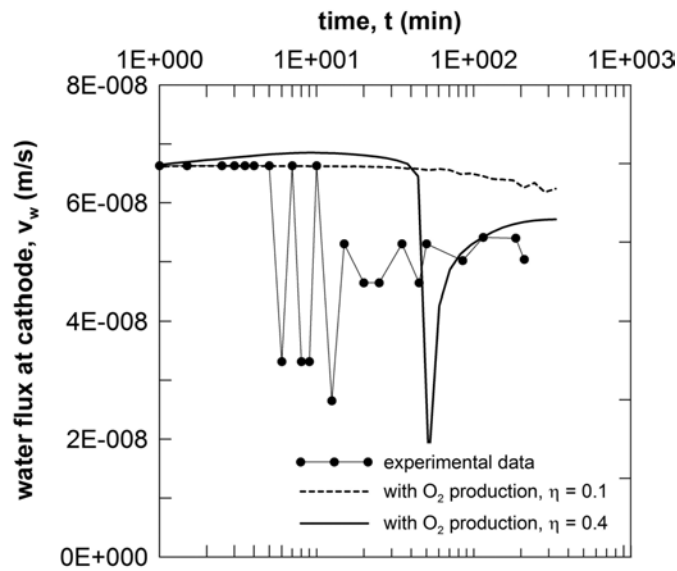 time, t (min)
1E+000 1E+001 1E+002 1E+003
water flux at cathode, v_w (m/s)
8E-008
6E-008
4E-008
2E-008
0E+000
experimental data
with O₂ production, η = 0.1
with O₂ production, η = 0.4